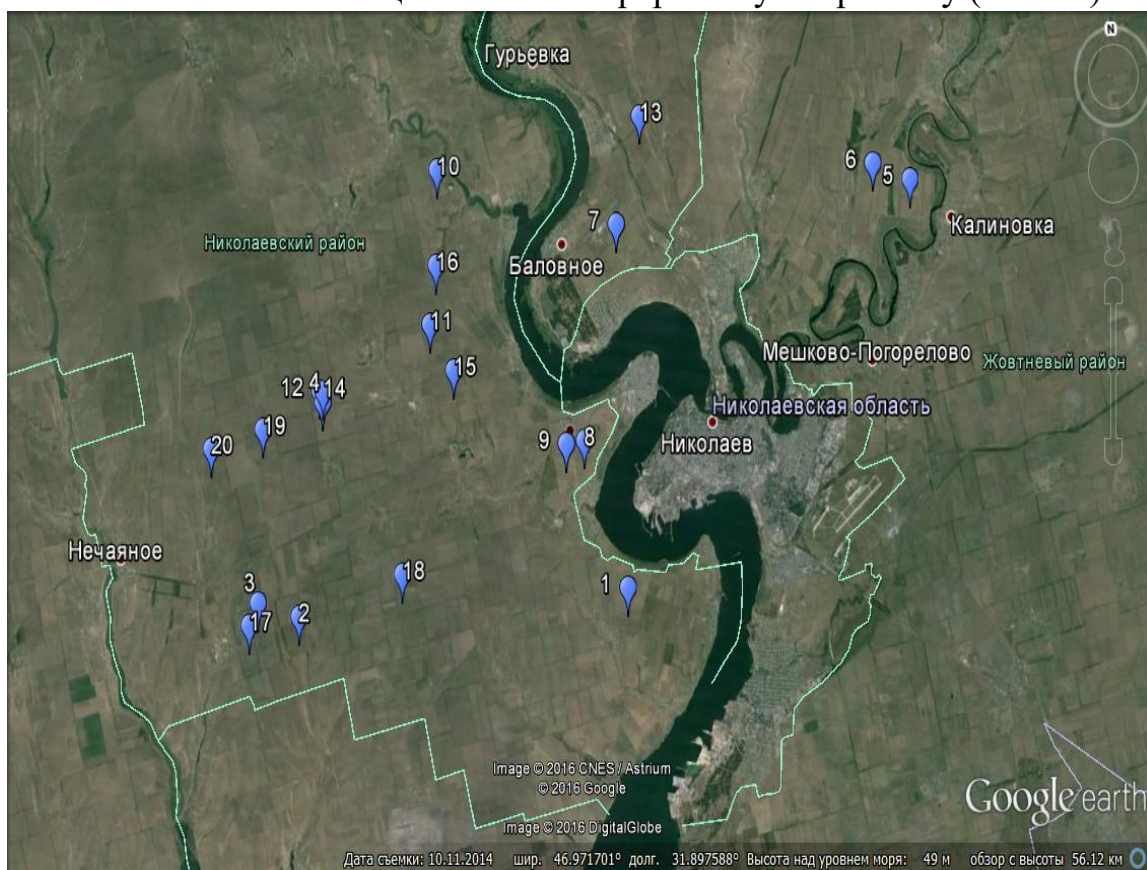 Гурьевка
13
10
6
5
7
Калиновка
Николаевский район
Баловное
16
11
Мешково-Погорелово
Жовтневый район
15
12
4
14
Николаевская область
19
Николаев
9
8
20
Нечаяное
18
1
3
2
17
Image © 2016 CNES / Astrium
© 2016 Google
Image © 2016 DigitalGlobe
Google earth
Дата съемки: 10.11.2014 шир. 46.971701° долг. 31.897588° Высота над уровнем моря: 49 м обзор с высоты 56.12 км
N